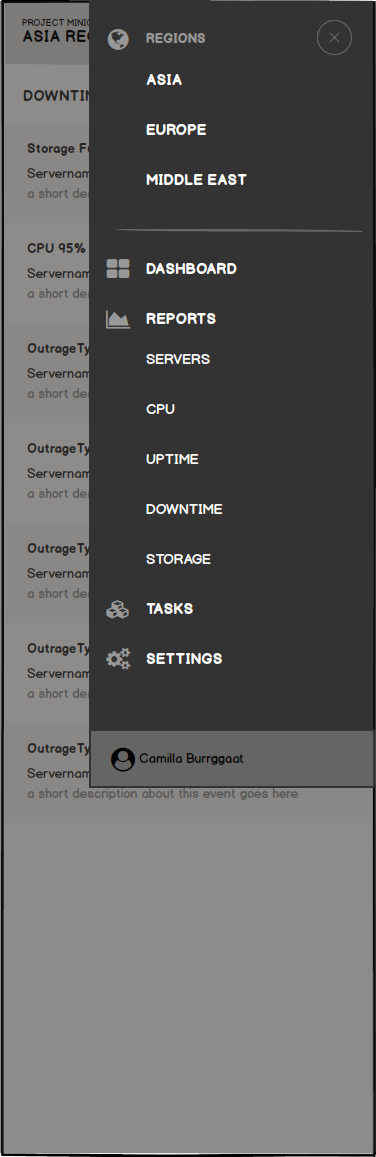 PROJECT MINIC
ASIA REG
DOWNTIN
Storage F
Servernam
a short des
CPU 95%
Servernam
a short des
OutrageTy
Servernam
a short des
OutrageTy
Servernam
a short des
OutrageTy
Servernam
a short des
OutrageTy
Servernam
a short des
OutrageTy
Servernam
a short description about this event goes here
REGIONS
ASIA
EUROPE
MIDDLE EAST
DASHBOARD
REPORTS
SERVERS
CPU
UPTIME
DOWNTIME
STORAGE
TASKS
SETTINGS
Camilla Burrggaat